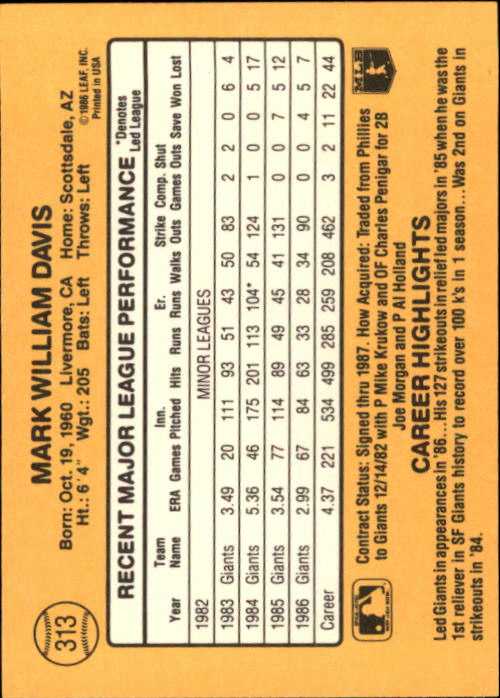 313
MARK WILLIAM DAVIS
Born: Oct. 19, 1960 Livermore, CA Home: Scottsdale, AZ
Ht.: 6'4" Wgt.: 205 Bats: Left Throws: Left
© 1986 LEAF, INC.
Printed in USA
RECENT MAJOR LEAGUE PERFORMANCE *Denotes Led League
Year Team Name ERA Games Inn. Pitched Hits Runs Er. Runs Walks Strike Outs Comp. Games Shut Outs Save Won Lost
1982 MINOR LEAGUES
1983 Giants 3.49 20 111 93 51 43 50 83 2 2 0 6 4
1984 Giants 5.36 46 175 201 113 104* 54 124 1 0 0 5 17
1985 Giants 3.54 77 114 89 49 45 41 131 0 0 7 5 12
1986 Giants 2.99 67 84 63 33 28 34 90 0 0 4 5 7
Career 4.37 221 534 499 285 259 208 462 3 2 11 22 44
Contract Status: Signed thru 1987. How Acquired: Traded from Phillies
to Giants 12/14/82 with P Mike Krukow and OF Charles Penigar for 2B
Joe Morgan and P Al Holland
MLB
CAREER HIGHLIGHTS
Led Giants in appearances in '86... His 127 strikeouts in relief led majors in '85 when he was the
1st reliever in SF Giants history to record over 100 k's in 1 season... Was 2nd on Giants in
strikeouts in '84.